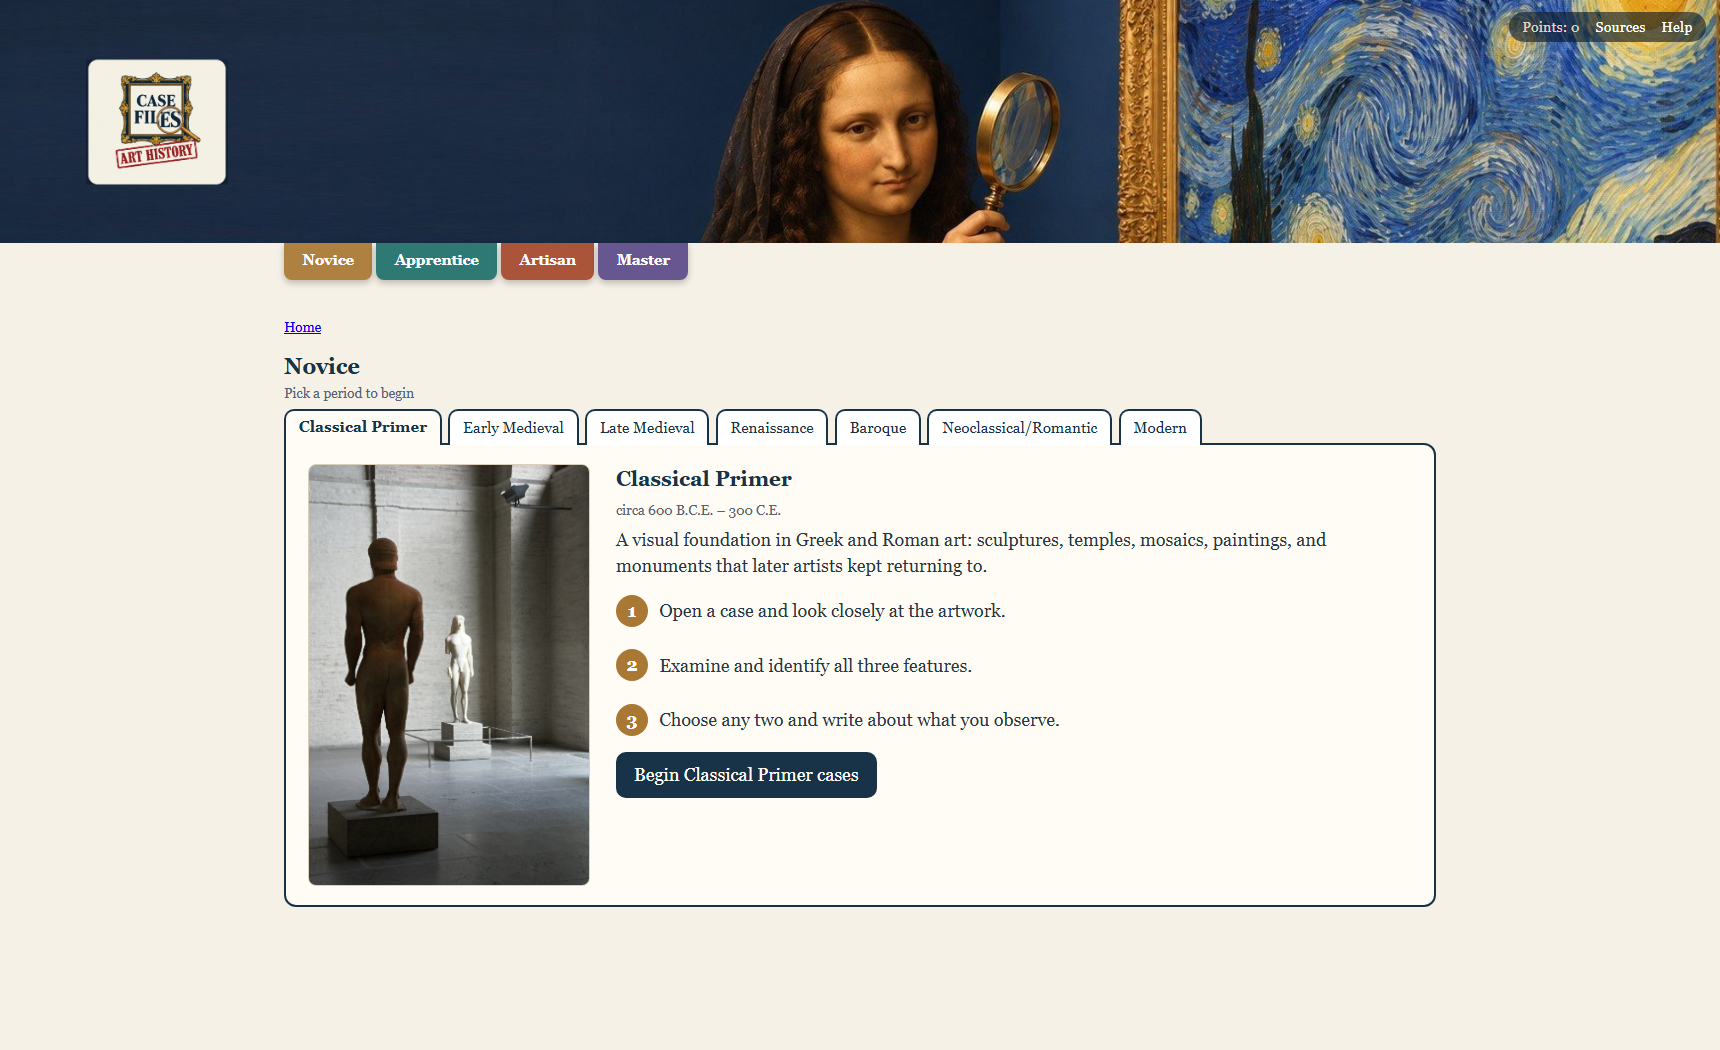 Points: 0 Sources Help
CASE
FILES
ART HISTORY
Novice Apprentice Artisan Master
Home
Novice
Pick a period to begin
Classical Primer Early Medieval Late Medieval Renaissance Baroque Neoclassical/Romantic Modern
Classical Primer
circa 600 B.C.E. – 300 C.E.
A visual foundation in Greek and Roman art: sculptures, temples, mosaics, paintings, and
monuments that later artists kept returning to.
1 Open a case and look closely at the artwork.
2 Examine and identify all three features.
3 Choose any two and write about what you observe.
Begin Classical Primer cases